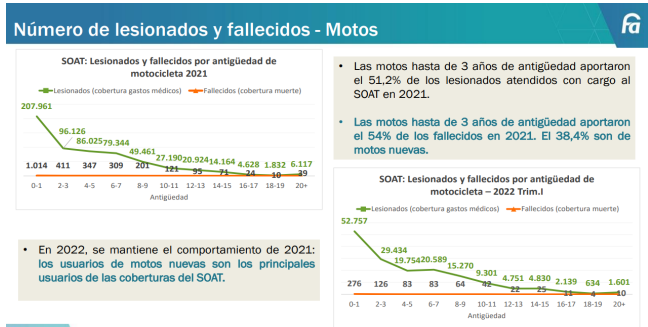 Número de lesionados y fallecidos - Motos
fa
SOAT: Lesionados y fallecidos por antigüedad de
motocicleta 2021
Lesionados (cobertura gastos médicos) Fallecidos (cobertura muerte)
207.961
96.126
86.025 79.344
49.461
27.190 20.924 14.164 4.628 1.832 6.117
1.014 411 347 309 201 121 95 71 24 10 39
0-1 2-3 4-5 6-7 8-9 10-11 12-13 14-15 16-17 18-19 20+
Antigüedad
• Las motos hasta de 3 años de antigüedad aportaron
el 51,2% de los lesionados atendidos con cargo al
SOAT en 2021.
• Las motos hasta de 3 años de antigüedad aportaron
el 54% de los fallecidos en 2021. El 38,4% son de
motos nuevas.
• En 2022, se mantiene el comportamiento de 2021:
los usuarios de motos nuevas son los principales
usuarios de las coberturas del SOAT.
SOAT: Lesionados y fallecidos por antigüedad de
motocicleta – 2022 Trim.I
Lesionados (cobertura gastos médicos) Fallecidos (cobertura muerte)
52.757
29.434
19.754 20.589
15.270
9.301
4.751 4.830 2.139 634 1.601
276 126 83 83 64 42 22 25 11 4 10
0-1 2-3 4-5 6-7 8-9 10-11 12-13 14-15 16-17 18-19 20+
Antigüedad